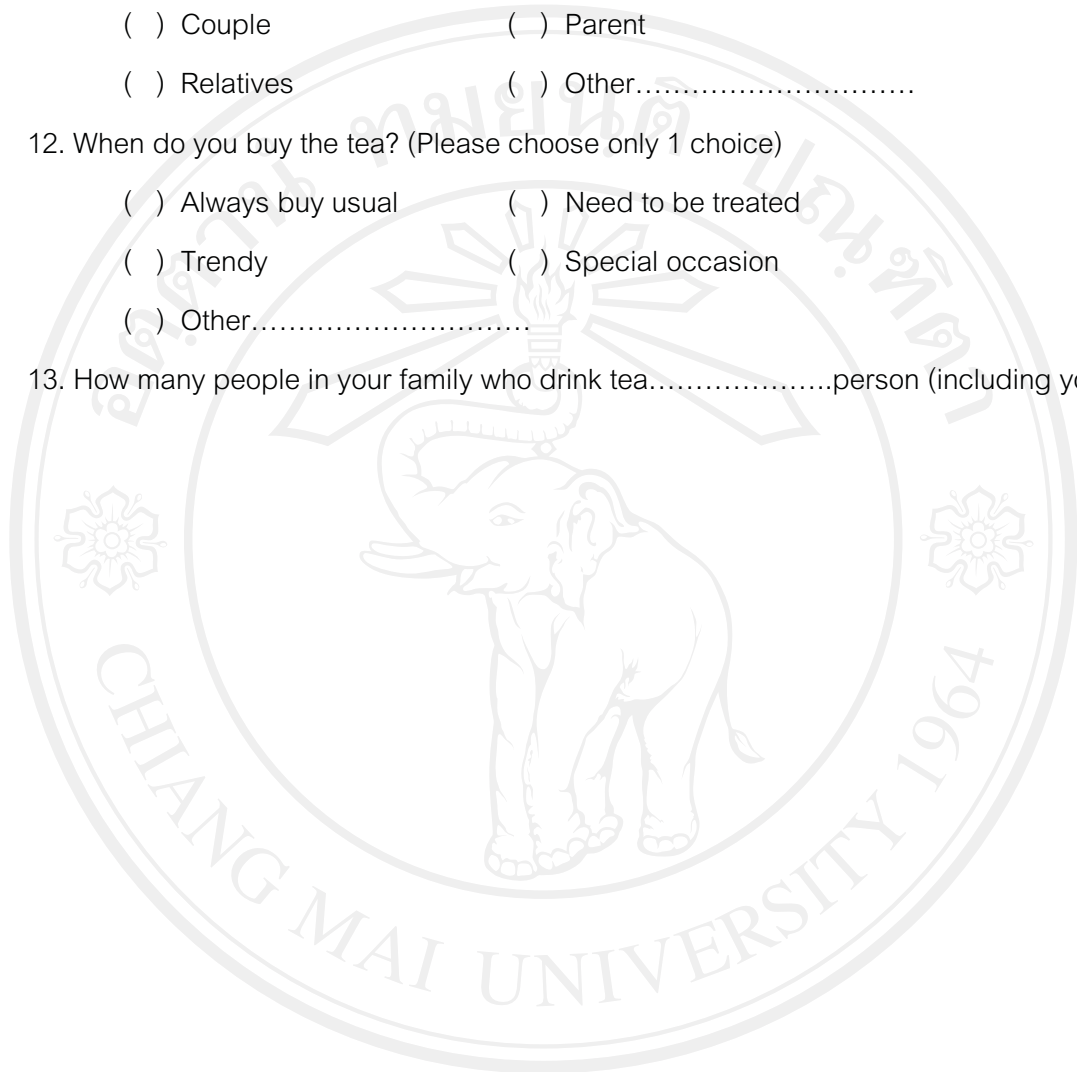 ( ) Couple ( ) Parent
( ) Relatives ( ) Other…………………………
12. When do you buy the tea? (Please choose only 1 choice)
( ) Always buy usual ( ) Need to be treated
( ) Trendy ( ) Special occasion
( ) Other…………………………
13. How many people in your family who drink tea………………..person (including yo
CHIANG MAI UNIVERSITY 1964